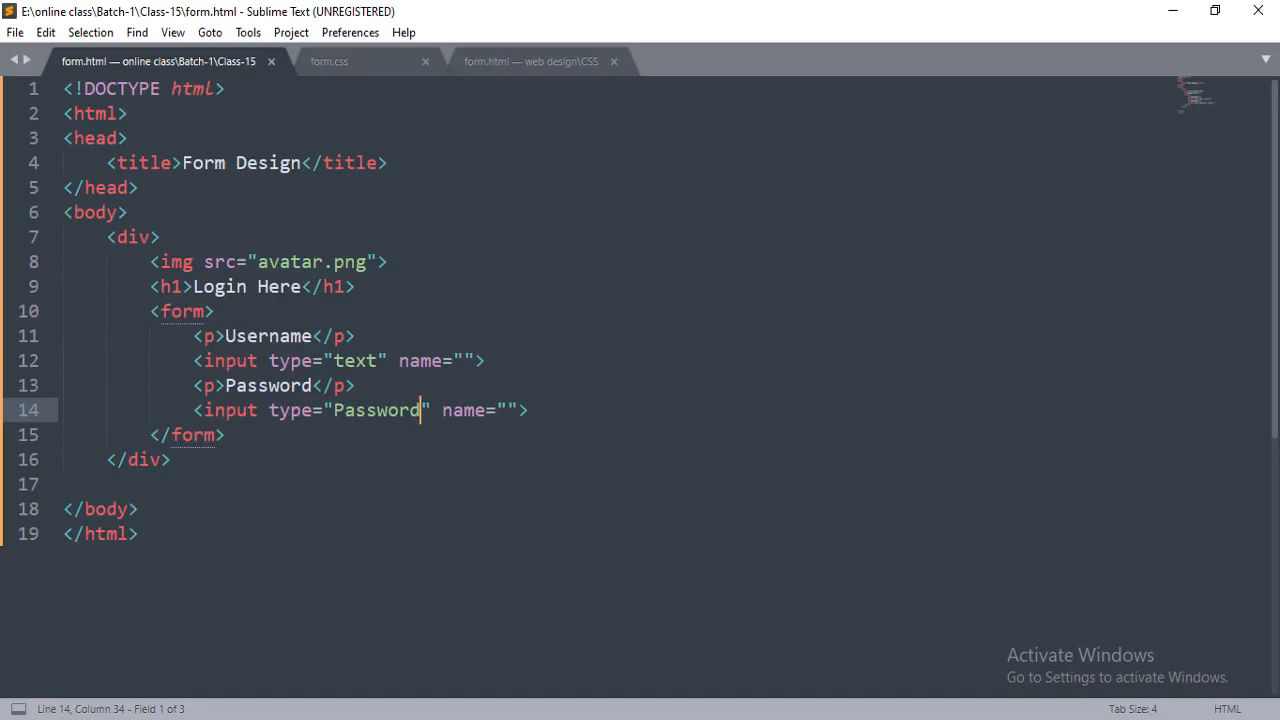 E:\online class\Batch-1\Class-15\form.html - Sublime Text (UNREGISTERED)
File Edit Selection Find View Goto Tools Project Preferences Help
form.html — online class\Batch-1\Class-15 form.css form.html — web design\CSS
1 <!DOCTYPE html>
2 <html>
3 <head>
4 <title>Form Design</title>
5 </head>
6 <body>
7 <div>
8 <img src="avatar.png">
9 <h1>Login Here</h1>
10 <form>
11 <p>Username</p>
12 <input type="text" name="">
13 <p>Password</p>
14 <input type="Password" name="">
15 </form>
16 </div>
17
18 </body>
19 </html>
Activate Windows
Go to Settings to activate Windows.
Line 14, Column 34 - Field 1 of 3 Tab Size: 4 HTML